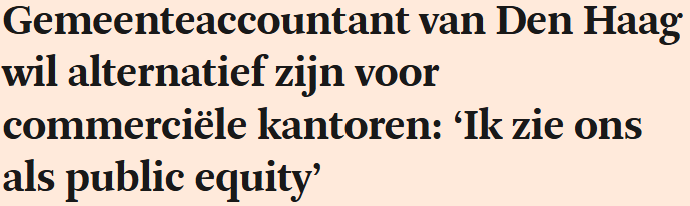 Gemeenteaccountant van Den Haag
wil alternatief zijn voor
commerciële kantoren: ‘Ik zie ons
als public equity’